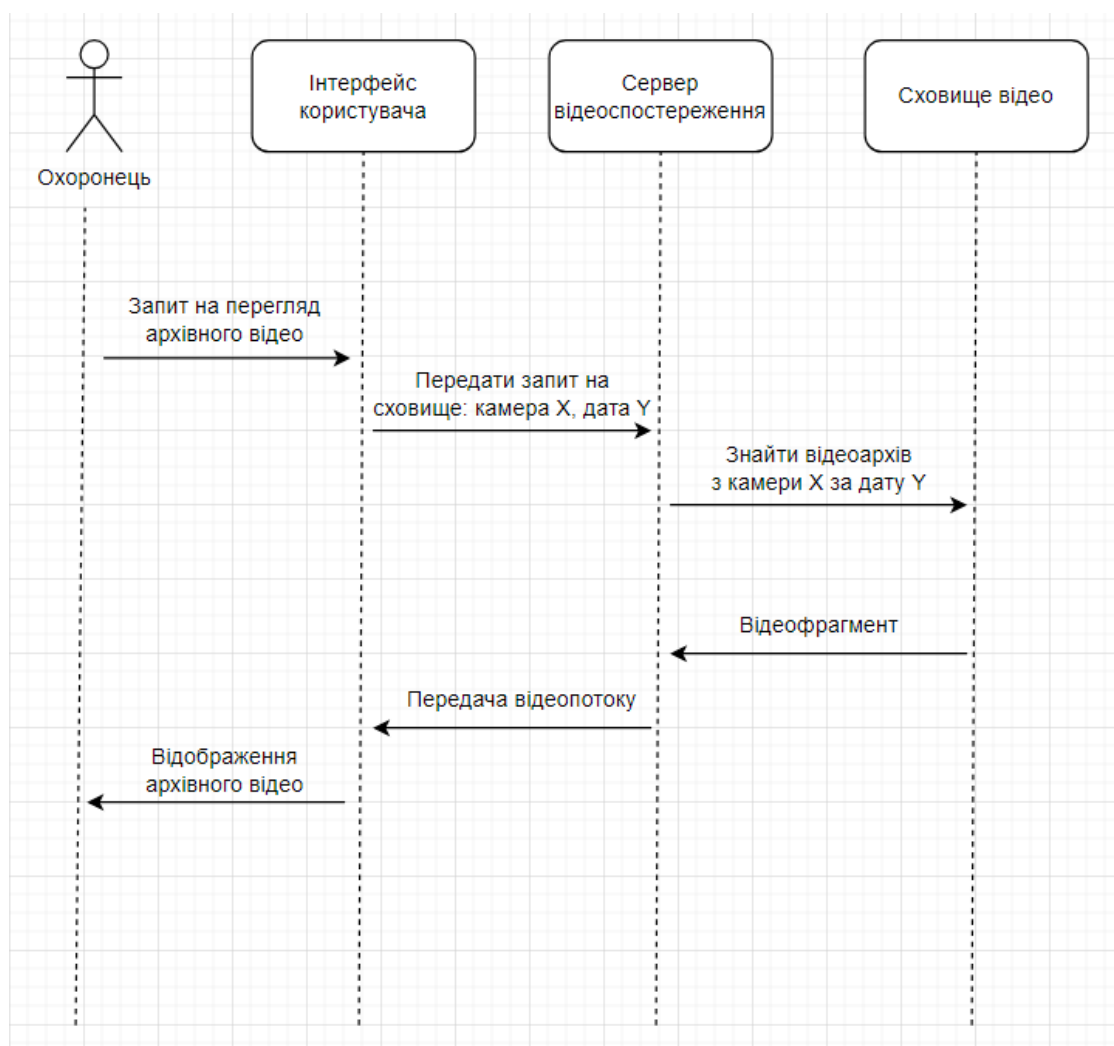 Інтерфейс
користувача
Сервер
відеоспостереження
Сховище відео
Охоронець
Запит на перегляд
архівного відео
Передати запит на
сховище: камера X, дата Y
Знайти відеоархів
з камери X за дату Y
Відеофрагмент
Передача відеопотоку
Відображення
архівного відео